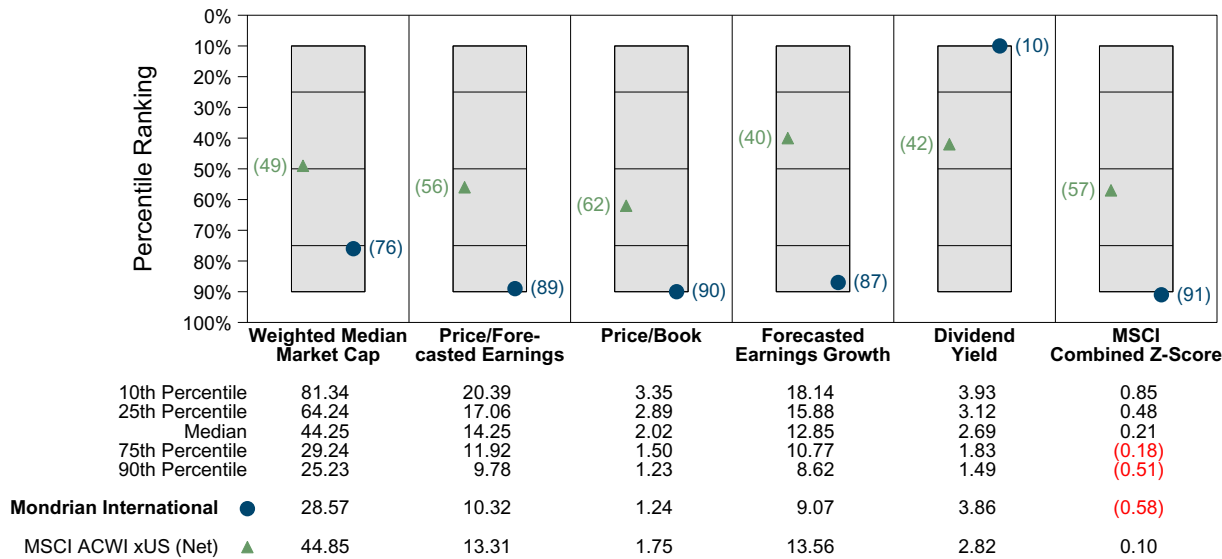 Percentile Ranking
0%
10%
20%
30%
40%
50%
60%
70%
80%
90%
100%
(49)
(76)
(56)
(89)
(62)
(90)
(40)
(87)
(10)
(42)
(57)
(91)
Weighted Median
Market Cap
Price/Fore-
casted Earnings
Price/Book
Forecasted
Earnings Growth
Dividend
Yield
MSCI
Combined Z-Score
10th Percentile 81.34 20.39 3.35 18.14 3.93 0.85
25th Percentile 64.24 17.06 2.89 15.88 3.12 0.48
Median 44.25 14.25 2.02 12.85 2.69 0.21
75th Percentile 29.24 11.92 1.50 10.77 1.83 (0.18)
90th Percentile 25.23 9.78 1.23 8.62 1.49 (0.51)
Mondrian International 28.57 10.32 1.24 9.07 3.86 (0.58)
MSCI ACWI xUS (Net) 44.85 13.31 1.75 13.56 2.82 0.10